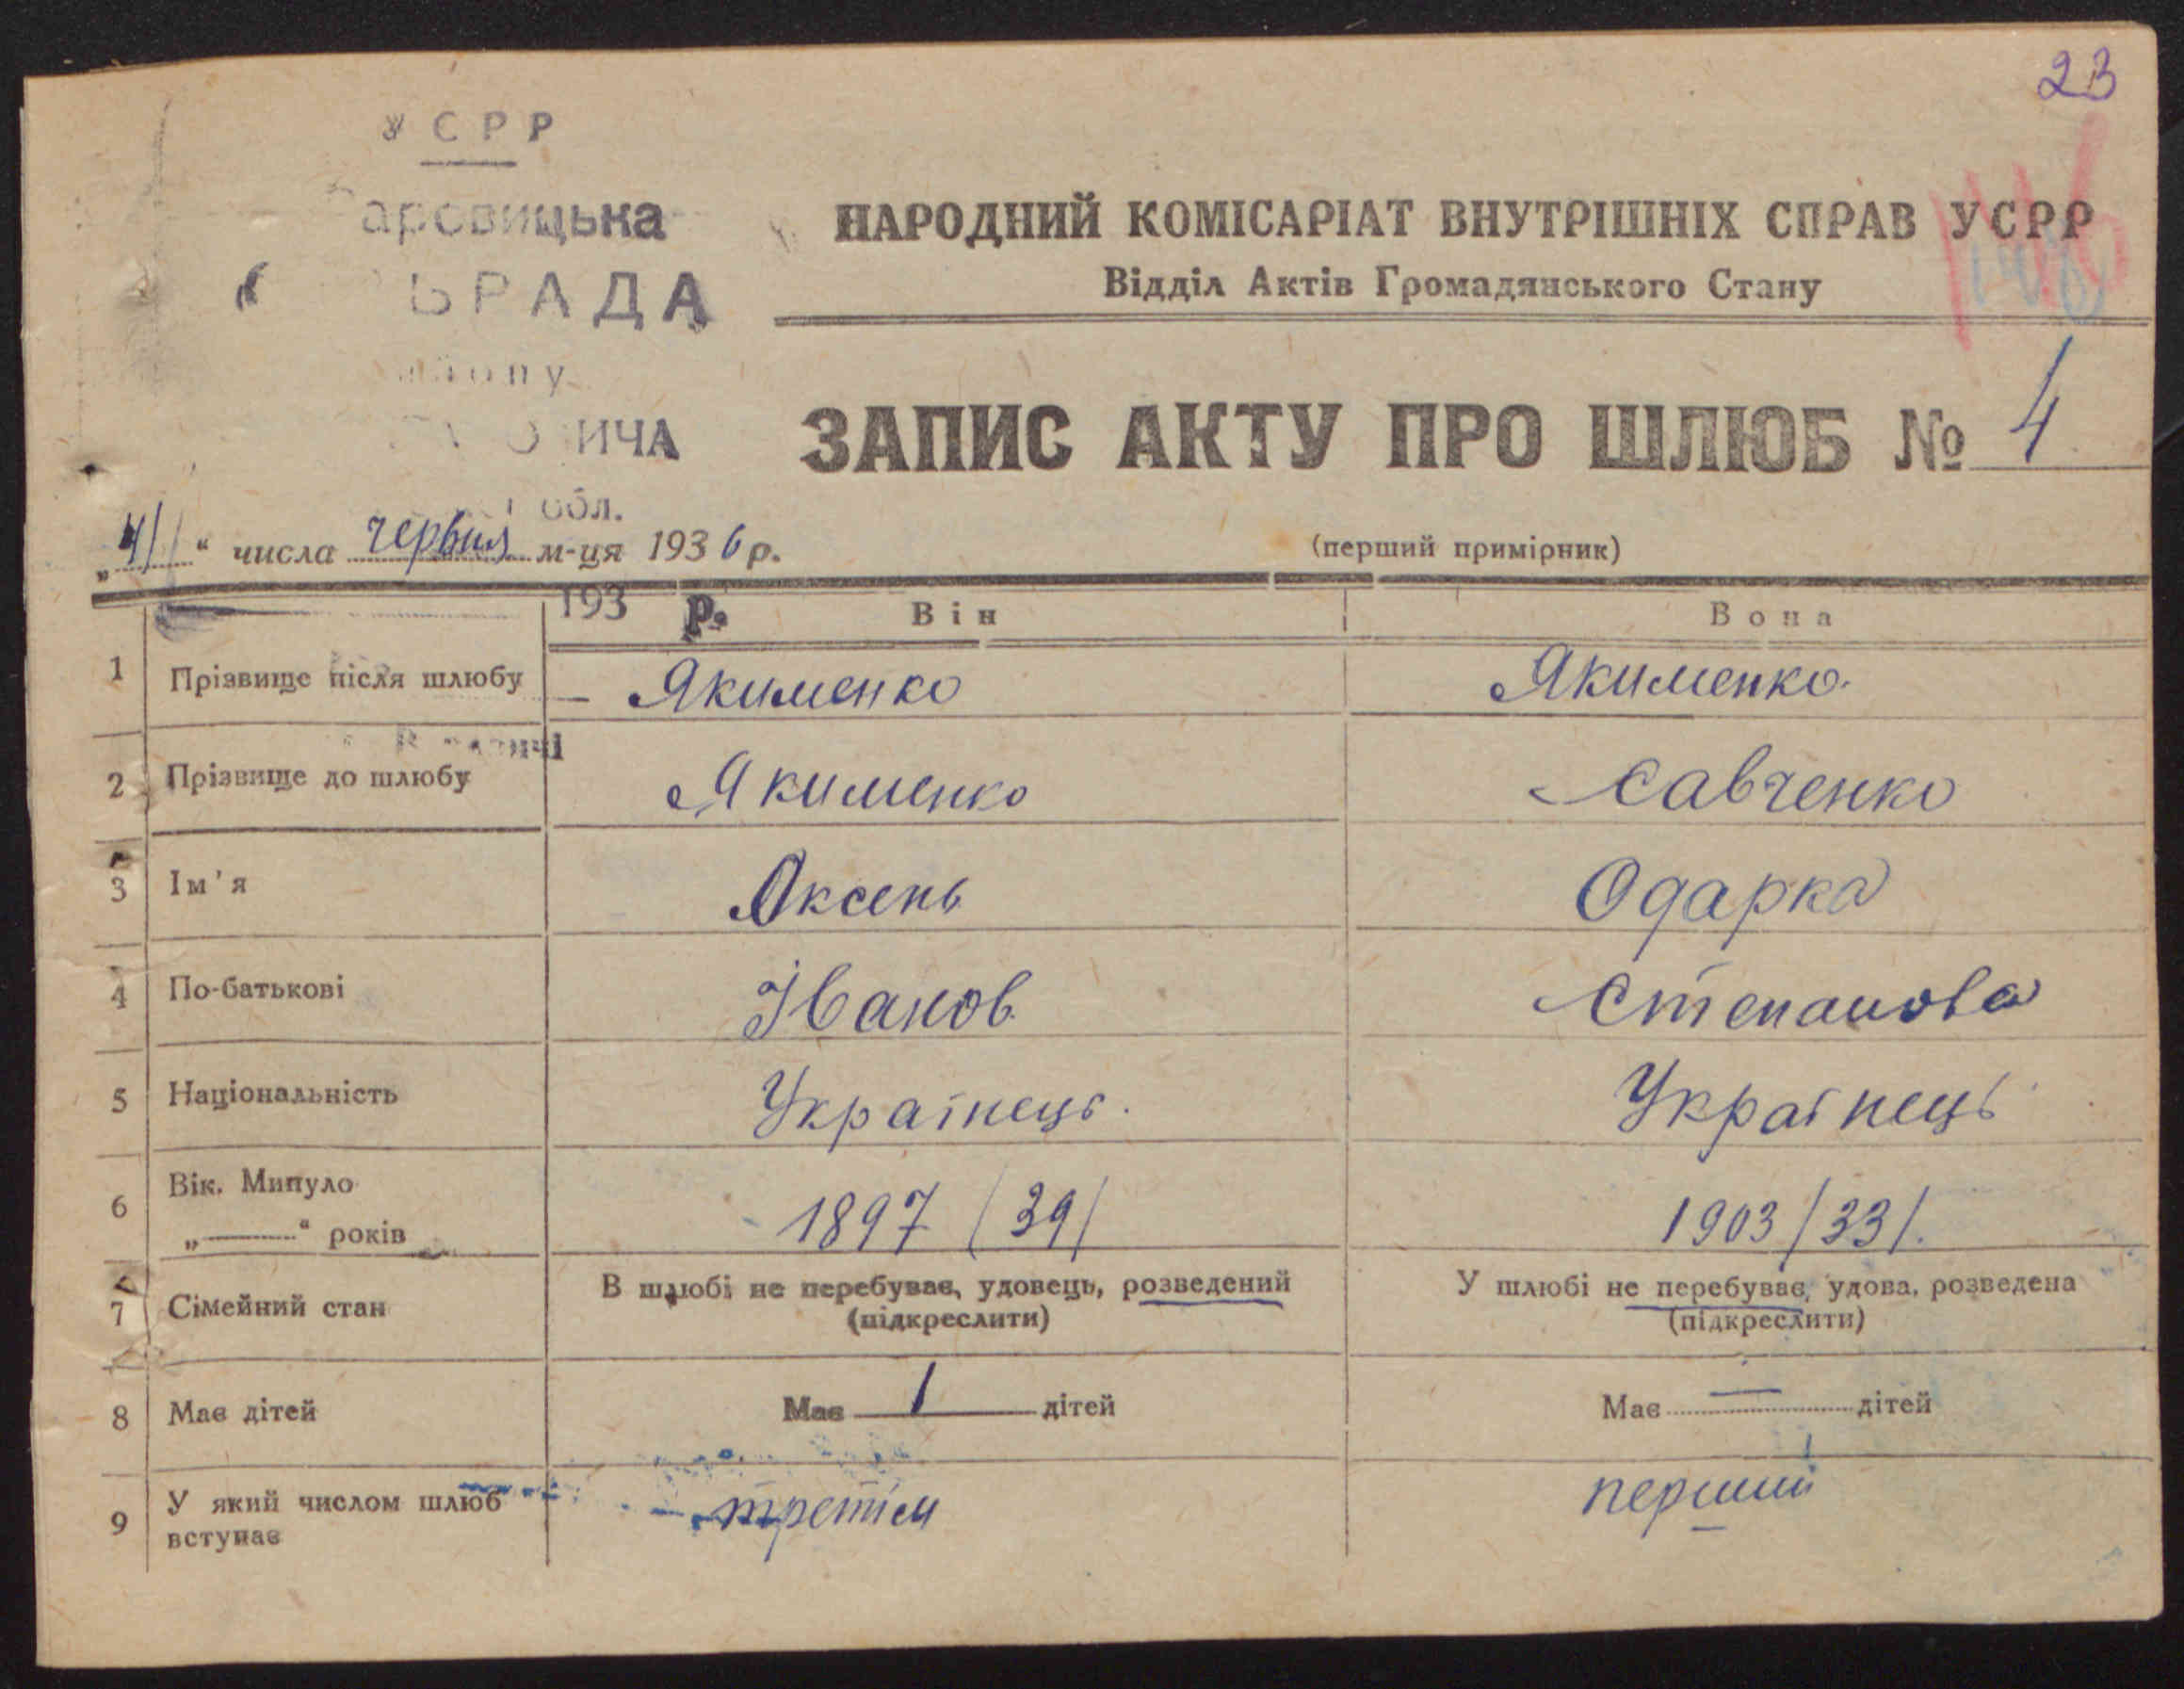 23
УСРР
аровицька
ЬРАДА
НАРОДНИЙ КОМІСАРІАТ ВНУТРІШНІХ СПРАВ УСРР
Відділ Актів Громадянського Стану
ИЧА
ЗАПИС АКТУ ПРО ШЛЮБ № 4
обл.
" числа червня м-ця 1936 р.
(перший примірник)
193 р.
Він Вона
1 Прізвище після шлюбу Якименко Якименко.
2 Прізвище до шлюбу Якименко Савченко
3 Ім'я Оксень Одарка
4 По-батькові Іванов. Степанова
5 Національність Українець. Українець
6 Вік. Минуло 1897 /39/ 1903 /33/.
„——" років
7 Сімейний стан В шлюбі не перебуває, удовець, розведений У шлюбі не перебуває, удова, розведена
(підкреслити) (підкреслити)
8 Має дітей Має 1 дітей Має — дітей
9 У який числом шлюб третім перший
вступає